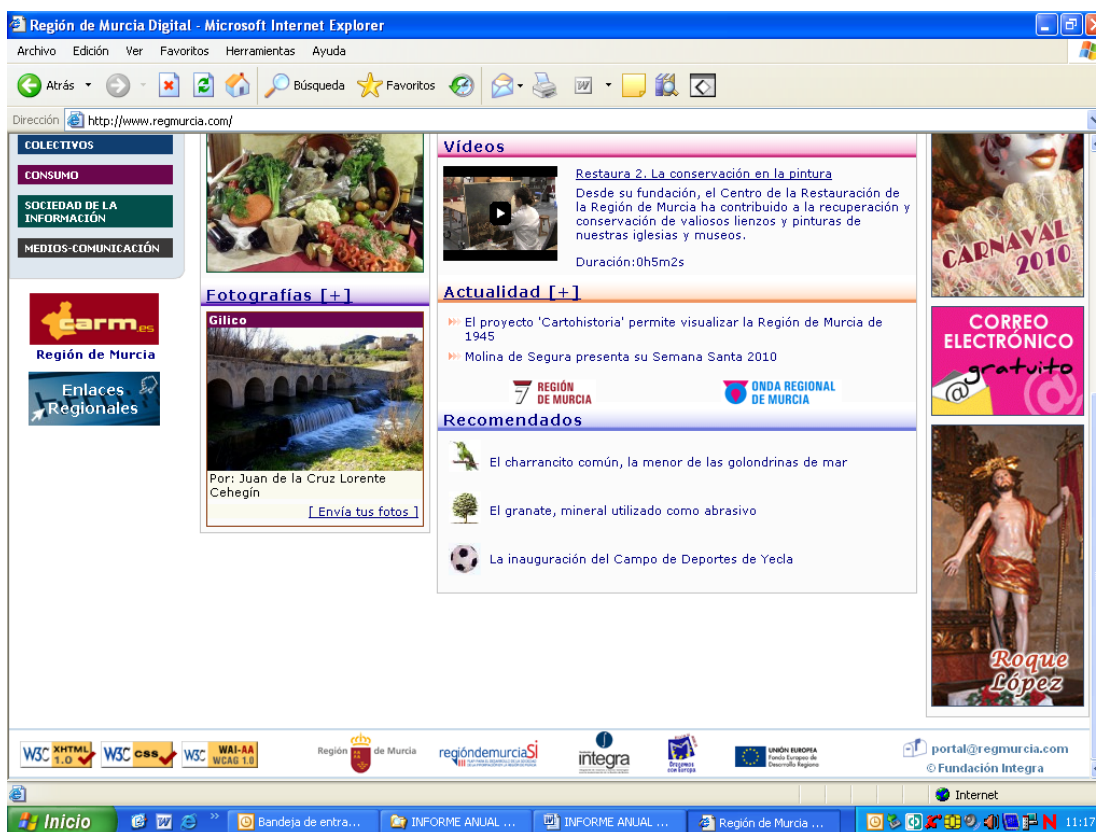 Región de Murcia Digital - Microsoft Internet Explorer
Archivo Edición Ver Favoritos Herramientas Ayuda
Atrás Búsqueda Favoritos
Dirección http://www.regmurcia.com/
COLECTIVOS
CONSUMO
SOCIEDAD DE LA
INFORMACIÓN
MEDIOS-COMUNICACIÓN
carm.es
Región de Murcia
Enlaces
Regionales
Fotografías [+]
Gilico
Por: Juan de la Cruz Lorente
Cehegín
[ Envía tus fotos ]
Vídeos
Restaura 2. La conservación en la pintura
Desde su fundación, el Centro de la Restauración de
la Región de Murcia ha contribuido a la recuperación y
conservación de valiosos lienzos y pinturas de
nuestras iglesias y museos.
Duración:0h5m2s
Actualidad [+]
El proyecto 'Cartohistoria' permite visualizar la Región de Murcia de
1945
Molina de Segura presenta su Semana Santa 2010
7 REGIÓN
DE MURCIA
ONDA REGIONAL
DE MURCIA
Recomendados
El charrancito común, la menor de las golondrinas de mar
El granate, mineral utilizado como abrasivo
La inauguración del Campo de Deportes de Yecla
CARNAVAL
2010
CORREO
ELECTRÓNICO
gratuito
Roque
López
W3C XHTML 1.0
W3C css
W3C WAI-AA WCAG 1.0
Región de Murcia
regióndemurciaSí
integra
Crecemos
con Europa
UNIÓN EUROPEA
Fondo Europeo de
Desarrollo Regional
portal@regmurcia.com
© Fundación Integra
Internet
Inicio
Bandeja de entra...
INFORME ANUAL ...
INFORME ANUAL ...
Región de Murcia ...
11:17